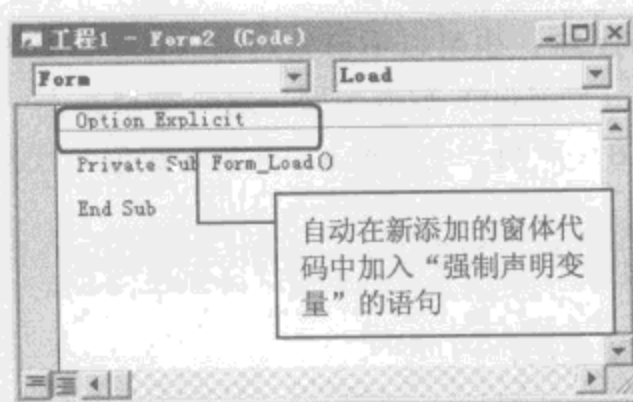 工程1 - Form2 (Code)
Form
Load
Option Explicit
Private Sub Form_Load()
End Sub
自动在新添加的窗体代
码中加入“强制声明变
量”的语句